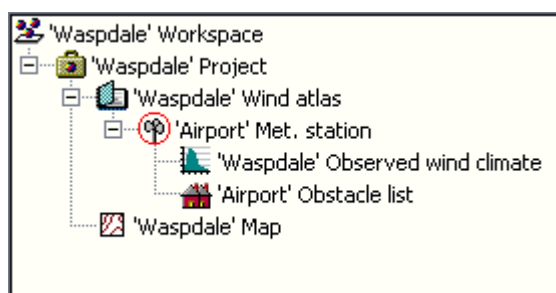 'Waspdale' Workspace
'Waspdale' Project
'Waspdale' Wind atlas
'Airport' Met. station
'Waspdale' Observed wind climate
'Airport' Obstacle list
'Waspdale' Map